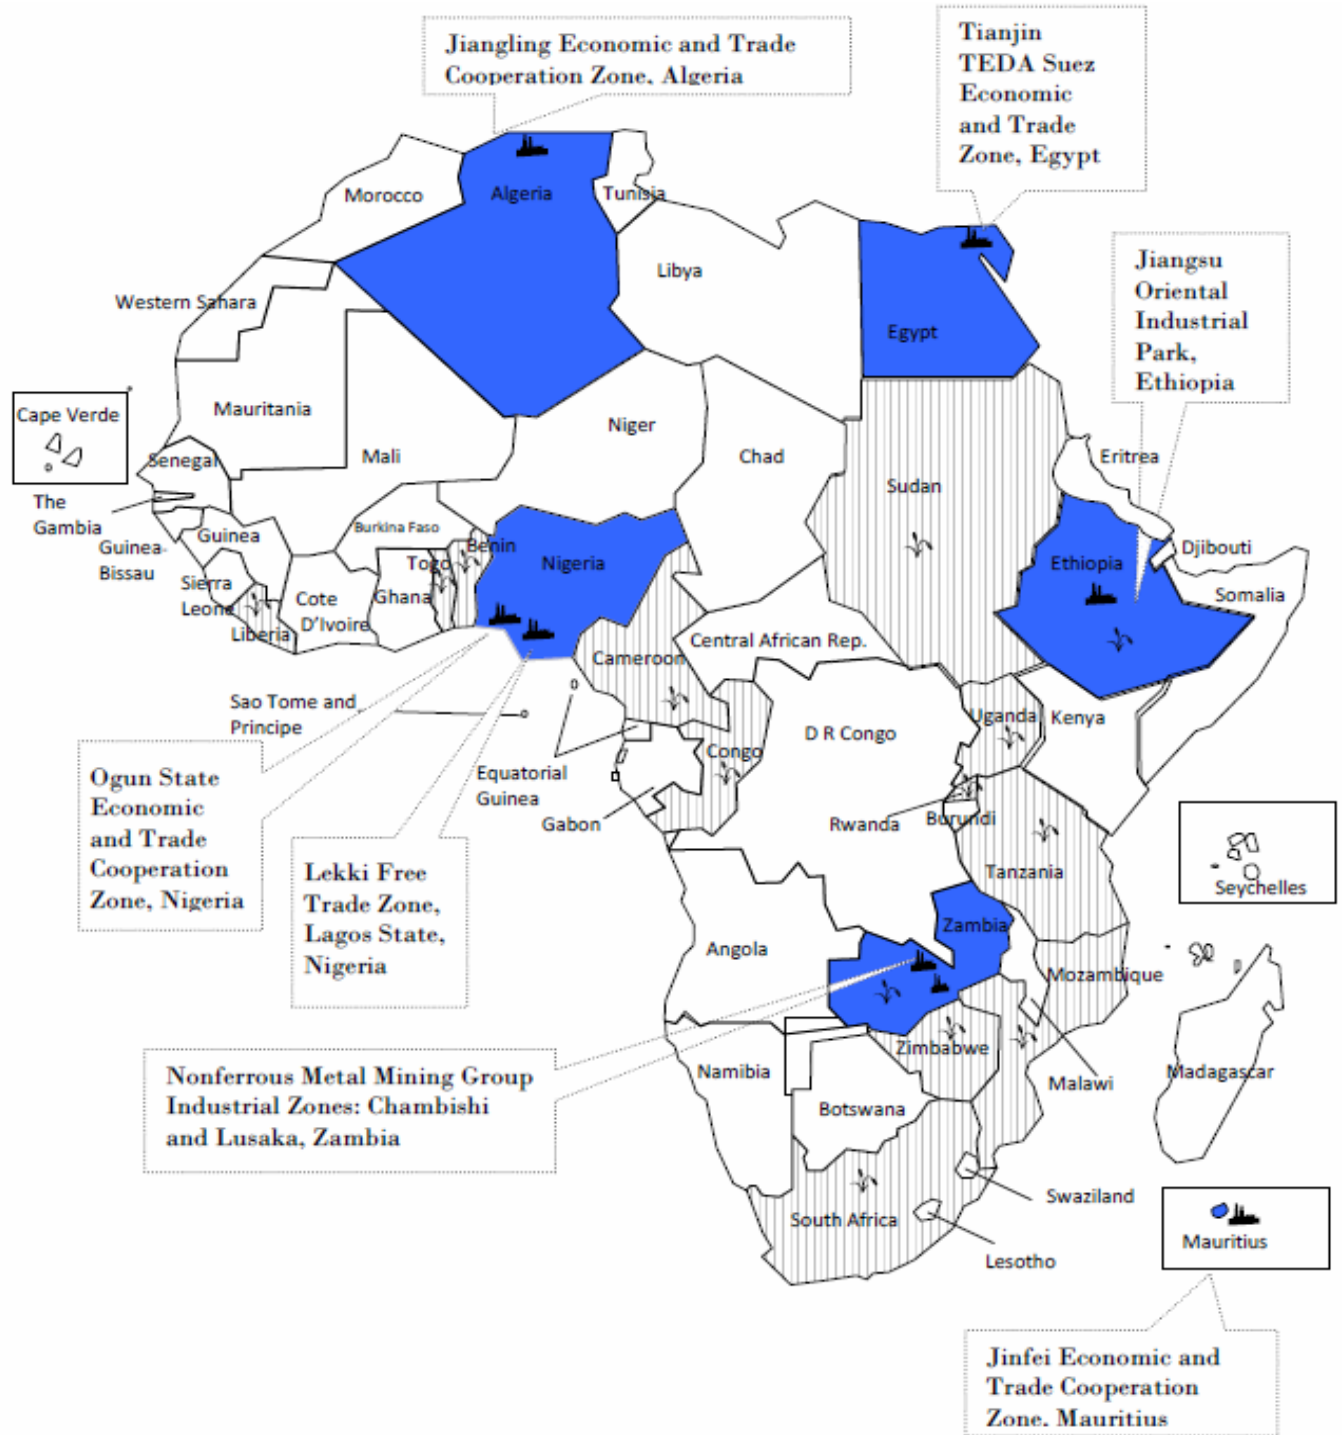 Jiangling Economic and Trade
Cooperation Zone, Algeria
Tianjin
TEDA Suez
Economic
and Trade
Zone, Egypt
Jiangsu
Oriental
Industrial
Park,
Ethiopia
Morocco
Algeria
Tunisia
Libya
Egypt
Western Sahara
Mauritania
Mali
Niger
Chad
Sudan
Eritrea
Cape Verde
Senegal
The
Gambia
Guinea-
Bissau
Guinea
Sierra
Leone
Liberia
Cote
D'Ivoire
Burkina Faso
Ghana
Togo
Benin
Nigeria
Ethiopia
Djibouti
Somalia
Cameroon
Central African Rep.
Sao Tome and
Principe
Equatorial
Guinea
Gabon
Congo
D R Congo
Uganda
Kenya
Rwanda
Burundi
Tanzania
Seychelles
Ogun State
Economic
and Trade
Cooperation
Zone, Nigeria
Lekki Free
Trade Zone,
Lagos State,
Nigeria
Angola
Zambia
Mozambique
Nonferrous Metal Mining Group
Industrial Zones: Chambishi
and Lusaka, Zambia
Namibia
Zimbabwe
Botswana
Malawi
Madagascar
South Africa
Swaziland
Lesotho
Mauritius
Jinfei Economic and
Trade Cooperation
Zone, Mauritius